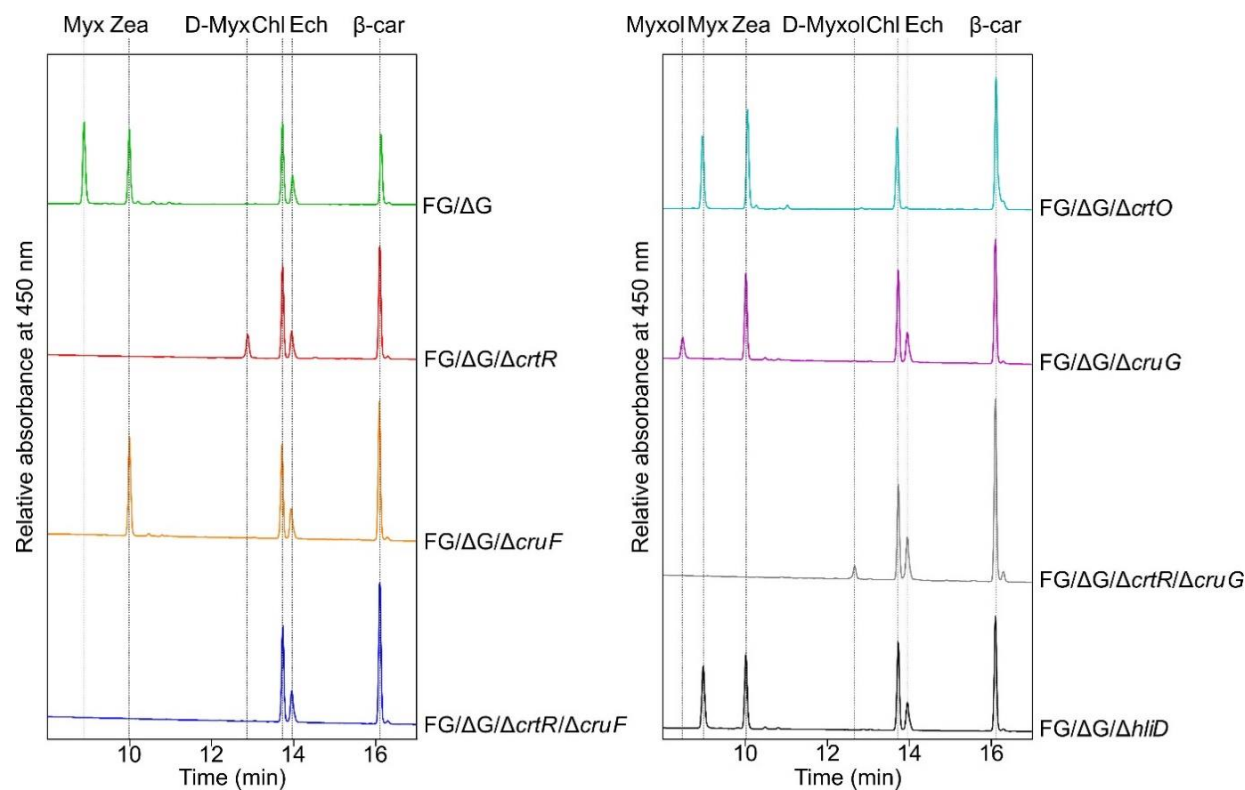 Myx Zea D-Myx Chl Ech β-car
Relative absorbance at 450 nm
FG/ΔG
FG/ΔG/ΔcrtR
FG/ΔG/ΔcruF
FG/ΔG/ΔcrtR/ΔcruF
10 12 14 16
Time (min)
Myxol Myx Zea D-Myxol Chl Ech β-car
Relative absorbance at 450 nm
FG/ΔG/ΔcrtO
FG/ΔG/ΔcruG
FG/ΔG/ΔcrtR/ΔcruG
FG/ΔG/ΔhliD
10 12 14 16
Time (min)